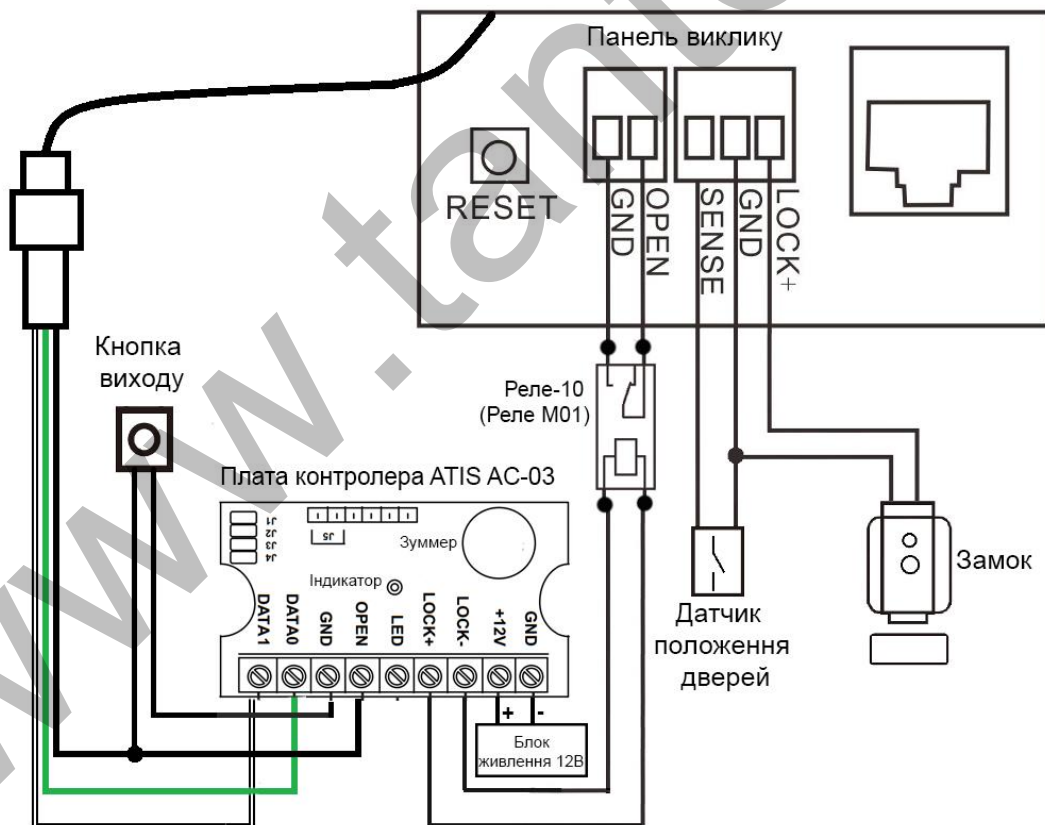 Панель виклику
RESET
GND
OPEN
SENSE
GND
LOCK+
Кнопка
виходу
Реле-10
(Реле М01)
Плата контролера ATIS AC-03
J1
J2
J3
J4
J5
Зуммер
Індикатор
DATA1
DATA0
GND
OPEN
LED
LOCK+
LOCK-
+12V
GND
+ -
Блок
живлення 12В
Датчик
положення
дверей
Замок
www.tant